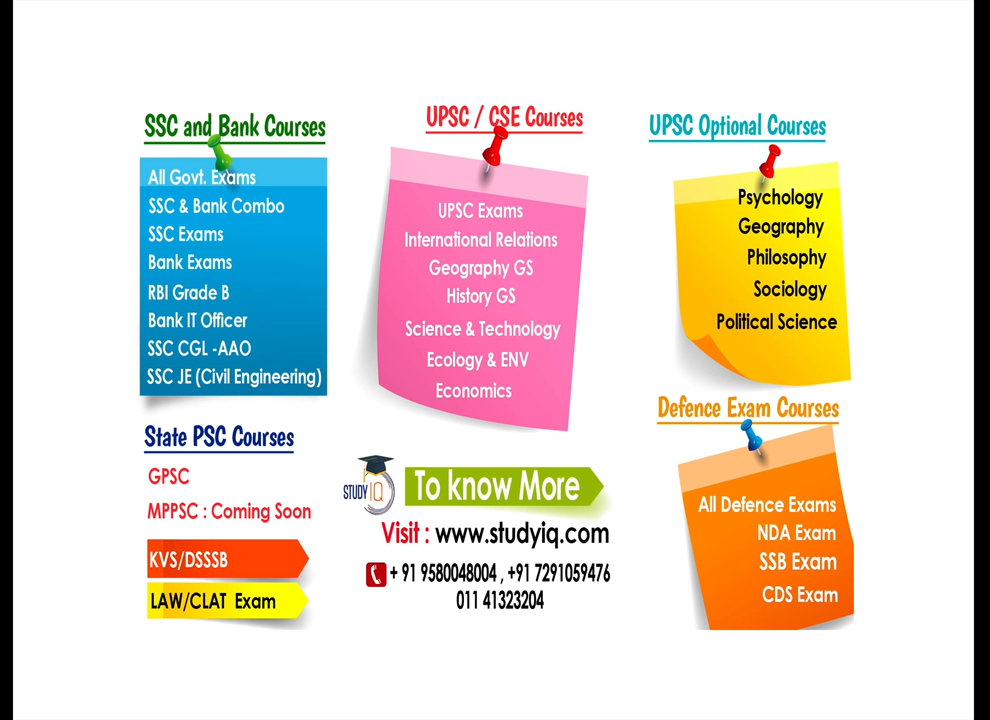 SSC and Bank Courses
All Govt. Exams
SSC & Bank Combo
SSC Exams
Bank Exams
RBI Grade B
Bank IT Officer
SSC CGL -AAO
SSC JE (Civil Engineering)
State PSC Courses
GPSC
MPPSC : Coming Soon
KVS/DSSSB
LAW/CLAT Exam
UPSC / CSE Courses
UPSC Exams
International Relations
Geography GS
History GS
Science & Technology
Ecology & ENV
Economics
STUDY IQ
To know More
Visit : www.studyiq.com
+ 91 9580048004 , +91 7291059476
011 41323204
UPSC Optional Courses
Psychology
Geography
Philosophy
Sociology
Political Science
Defence Exam Courses
All Defence Exams
NDA Exam
SSB Exam
CDS Exam